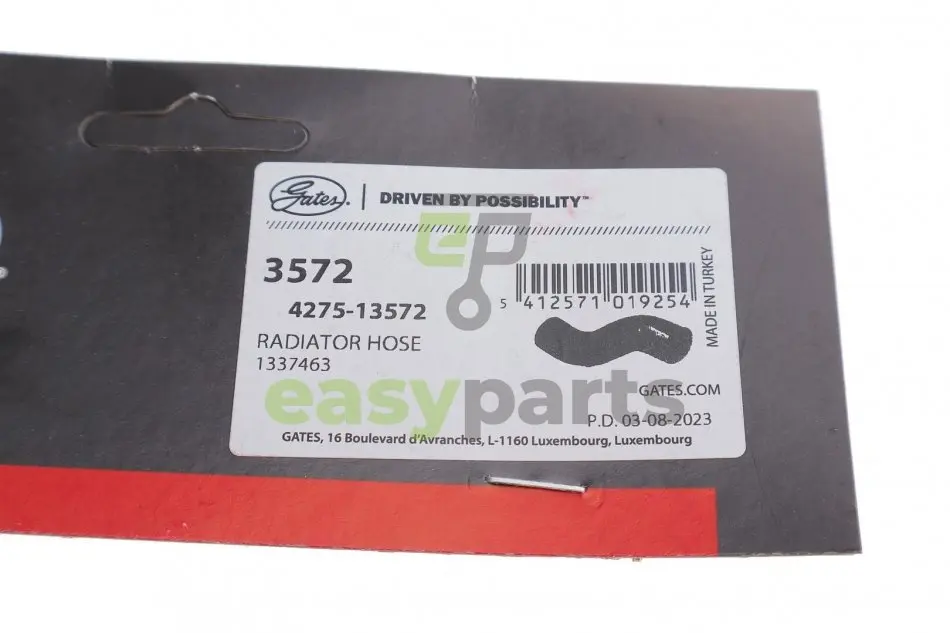 Gates. | DRIVEN BY POSSIBILITY™
3572
4275-13572
RADIATOR HOSE
1337463
5 412571 019254
MADE IN TURKEY
GATES.COM
P.D. 03-08-2023
GATES, 16 Boulevard d'Avranches, L-1160 Luxembourg, Luxembourg
EP
easyparts